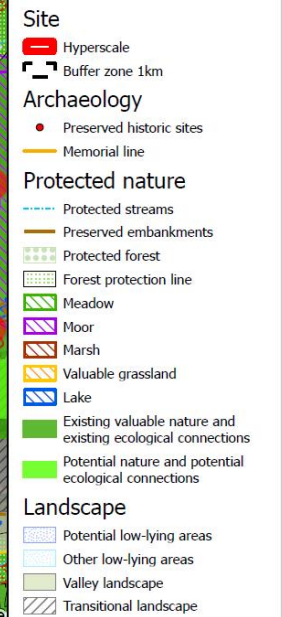 Site
Hyperscale
Buffer zone 1km
Archaeology
Preserved historic sites
Memorial line
Protected nature
Protected streams
Preserved embankments
Protected forest
Forest protection line
Meadow
Moor
Marsh
Valuable grassland
Lake
Existing valuable nature and
existing ecological connections
Potential nature and potential
ecological connections
Landscape
Potential low-lying areas
Other low-lying areas
Valley landscape
Transitional landscape